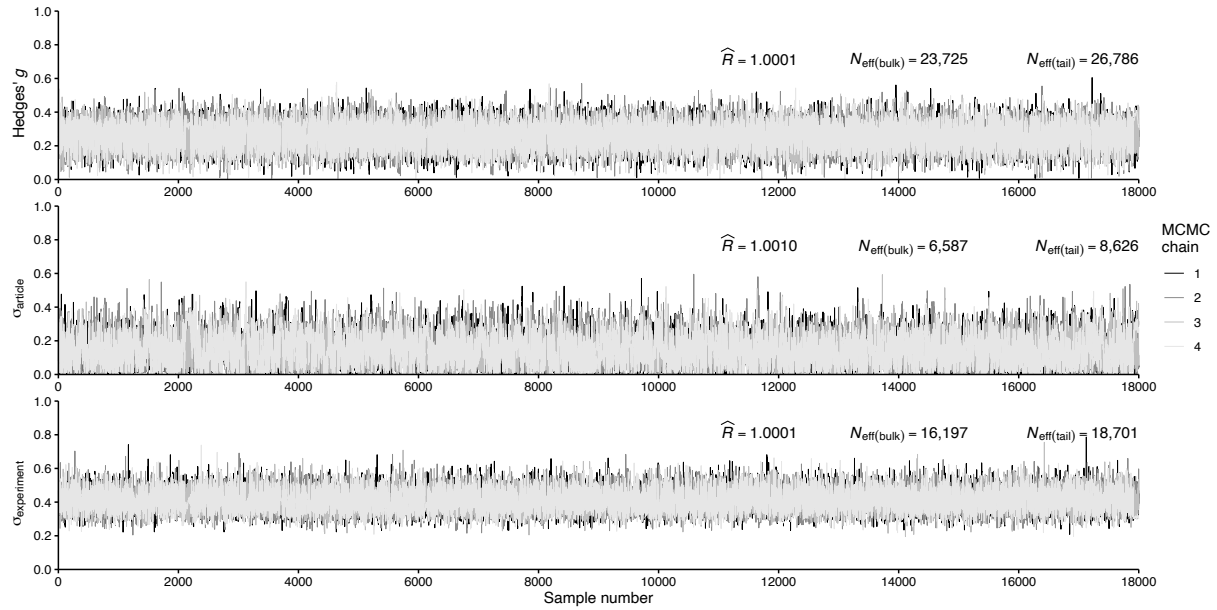 1.0
0.8
0.6
0.4
0.2
0.0
Hedges' g
R̂ = 1.0001 N_eff(bulk) = 23,725 N_eff(tail) = 26,786
0 2000 4000 6000 8000 10000 12000 14000 16000 18000
1.0
0.8
0.6
0.4
0.2
0.0
σ_article
R̂ = 1.0010 N_eff(bulk) = 6,587 N_eff(tail) = 8,626
0 2000 4000 6000 8000 10000 12000 14000 16000 18000
1.0
0.8
0.6
0.4
0.2
0.0
σ_experiment
R̂ = 1.0001 N_eff(bulk) = 16,197 N_eff(tail) = 18,701
0 2000 4000 6000 8000 10000 12000 14000 16000 18000
Sample number
MCMC
chain
1
2
3
4